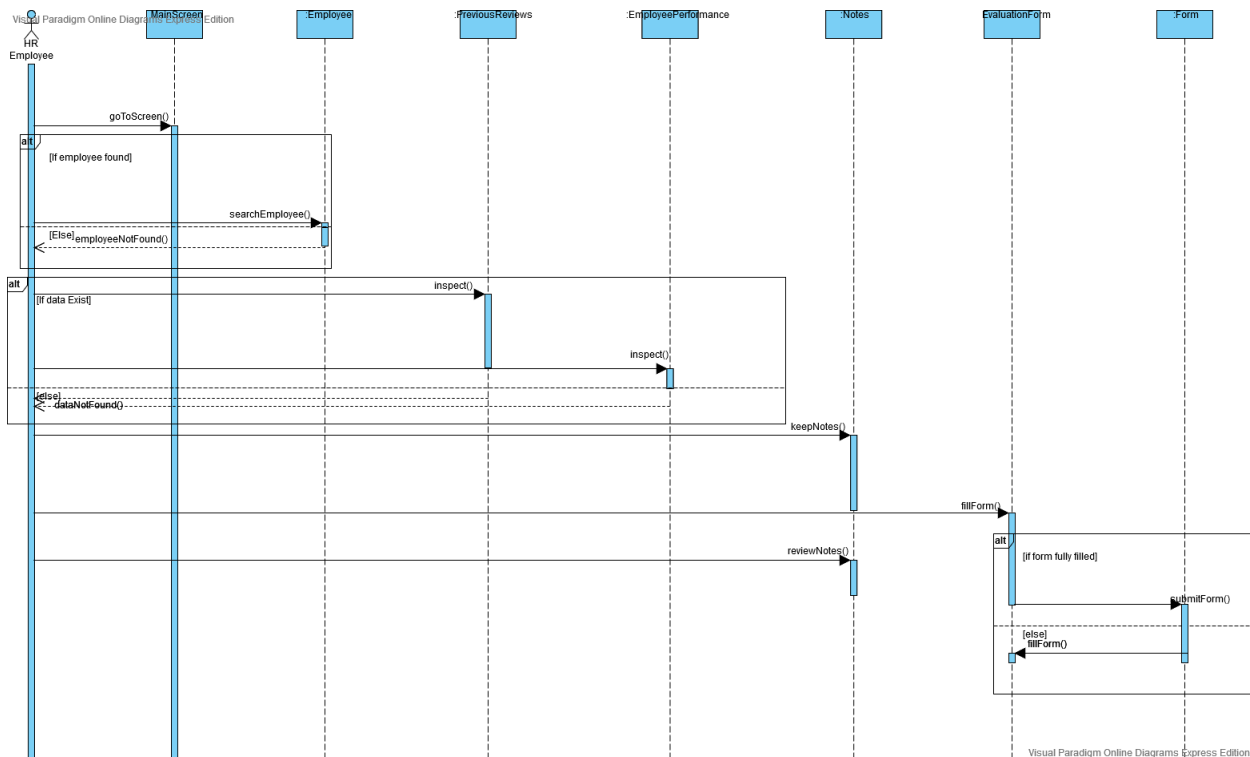 Visual Paradigm Online Diagrams Express Edition
MainScreen
:Employee
:PreviousReviews
:EmployeePerformance
:Notes
EvaluationForm
:Form
HR
Employee
goToScreen()
alt
[If employee found]
searchEmployee()
[Else]
employeeNotFound()
alt
[If data Exist]
inspect()
inspect()
[else]
dataNotFound()
keepNotes()
fillForm()
alt
[if form fully filled]
reviewNotes()
submitForm()
[else]
fillForm()
Visual Paradigm Online Diagrams Express Edition